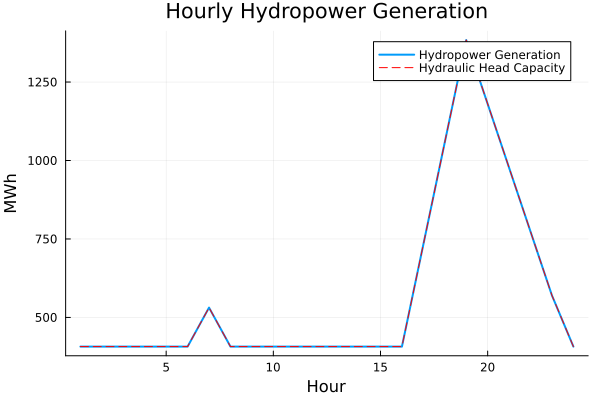 Hourly Hydropower Generation
Hydropower Generation
Hydraulic Head Capacity
MWh
1250
1000
750
500
5
10
15
20
Hour